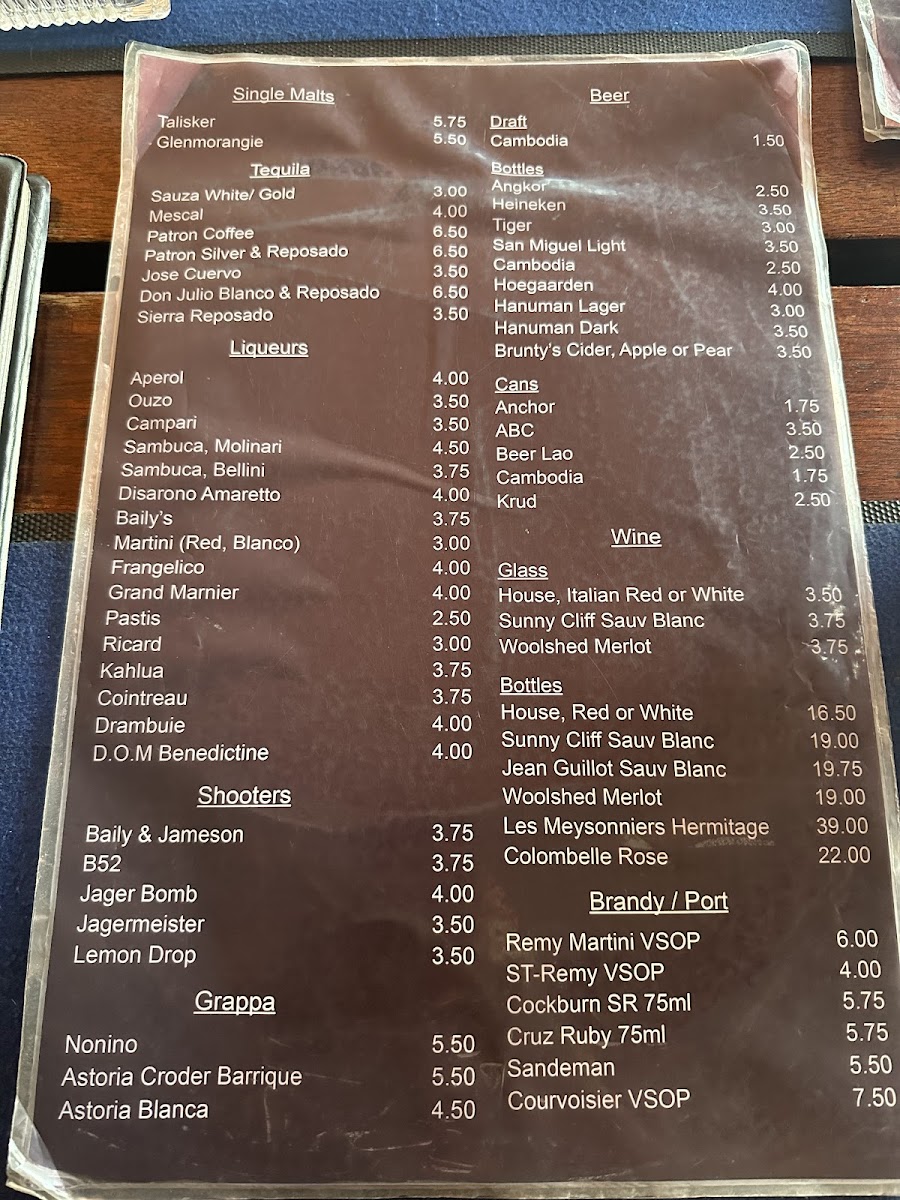 Single Malts
Talisker 5.75
Glenmorangie 5.50
Tequila
Sauza White/ Gold 3.00
Mescal 4.00
Patron Coffee 6.50
Patron Silver & Reposado 6.50
Jose Cuervo 3.50
Don Julio Blanco & Reposado 6.50
Sierra Reposado 3.50
Liqueurs
Aperol 4.00
Ouzo 3.50
Campari 3.50
Sambuca, Molinari 4.50
Sambuca, Bellini 3.75
Disarono Amaretto 4.00
Baily's 3.75
Martini (Red, Blanco) 3.00
Frangelico 4.00
Grand Marnier 4.00
Pastis 2.50
Ricard 3.00
Kahlua 3.75
Cointreau 3.75
Drambuie 4.00
D.O.M Benedictine 4.00
Shooters
Baily & Jameson 3.75
B52 3.75
Jager Bomb 4.00
Jagermeister 3.50
Lemon Drop 3.50
Grappa
Nonino 5.50
Astoria Croder Barrique 5.50
Astoria Blanca 4.50
Beer
Draft
Cambodia 1.50
Bottles
Angkor 2.50
Heineken 3.50
Tiger 3.00
San Miguel Light 3.50
Cambodia 2.50
Hoegaarden 4.00
Hanuman Lager 3.00
Hanuman Dark 3.50
Brunty's Cider, Apple or Pear 3.50
Cans
Anchor 1.75
ABC 3.50
Beer Lao 2.50
Cambodia 1.75
Krud 2.50
Wine
Glass
House, Italian Red or White 3.50
Sunny Cliff Sauv Blanc 3.75
Woolshed Merlot 3.75
Bottles
House, Red or White 16.50
Sunny Cliff Sauv Blanc 19.00
Jean Guillot Sauv Blanc 19.75
Woolshed Merlot 19.00
Les Meysonniers Hermitage 39.00
Colombelle Rose 22.00
Brandy / Port
Remy Martini VSOP 6.00
ST-Remy VSOP 4.00
Cockburn SR 75ml 5.75
Cruz Ruby 75ml 5.75
Sandeman 5.50
Courvoisier VSOP 7.50